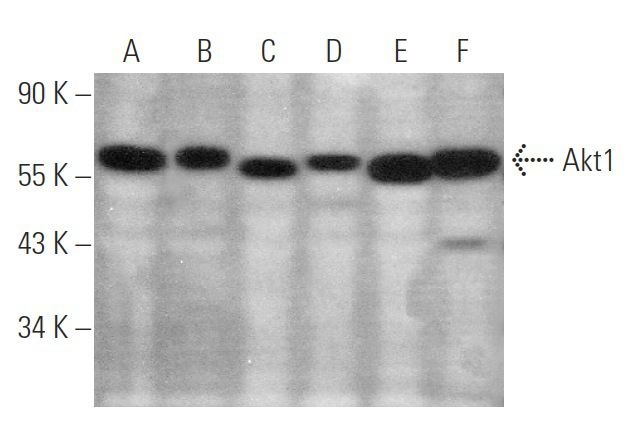 A B C D E F
90 K –
55 K –
43 K –
34 K –
Akt1